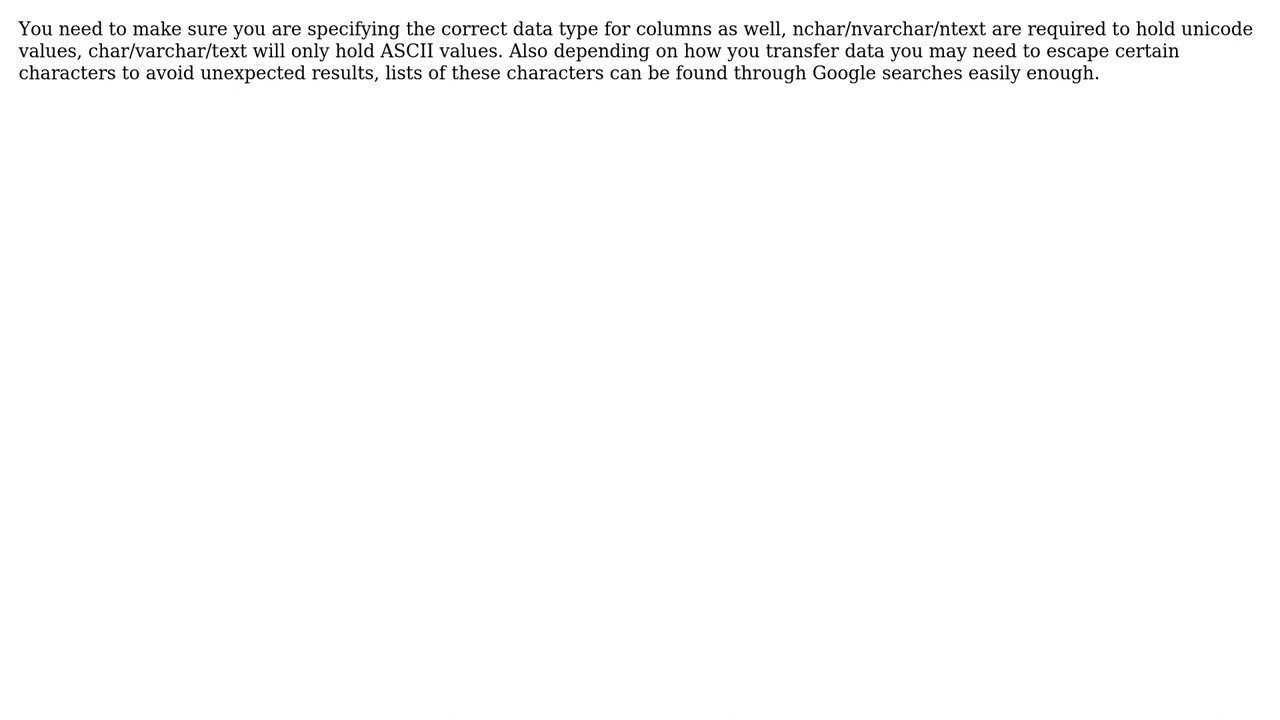 You need to make sure you are specifying the correct data type for columns as well, nchar/nvarchar/ntext are required to hold unicode
values, char/varchar/text will only hold ASCII values. Also depending on how you transfer data you may need to escape certain
characters to avoid unexpected results, lists of these characters can be found through Google searches easily enough.